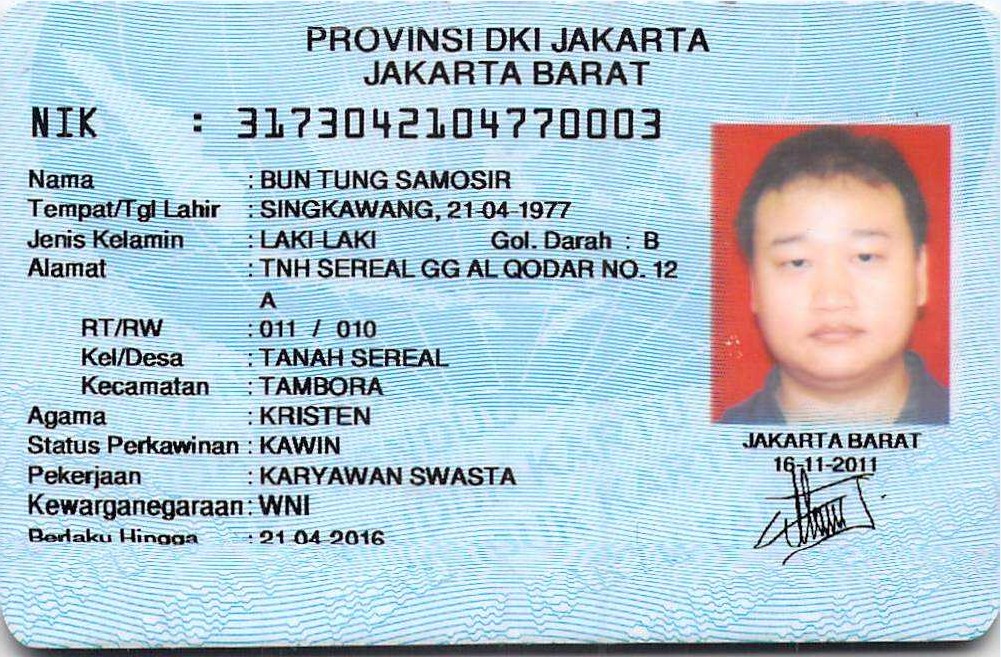 PROVINSI DKI JAKARTA
JAKARTA BARAT
NIK : 3173042104770003
Nama : BUN TUNG SAMOSIR
Tempat/Tgl Lahir : SINGKAWANG, 21-04-1977
Jenis Kelamin : LAKI-LAKI Gol. Darah : B
Alamat : TNH SEREAL GG AL QODAR NO. 12
A
RT/RW : 011 / 010
Kel/Desa : TANAH SEREAL
Kecamatan : TAMBORA
Agama : KRISTEN
Status Perkawinan : KAWIN
Pekerjaan : KARYAWAN SWASTA
Kewarganegaraan : WNI
Berlaku Hingga : 21-04-2016
JAKARTA BARAT
16-11-2011